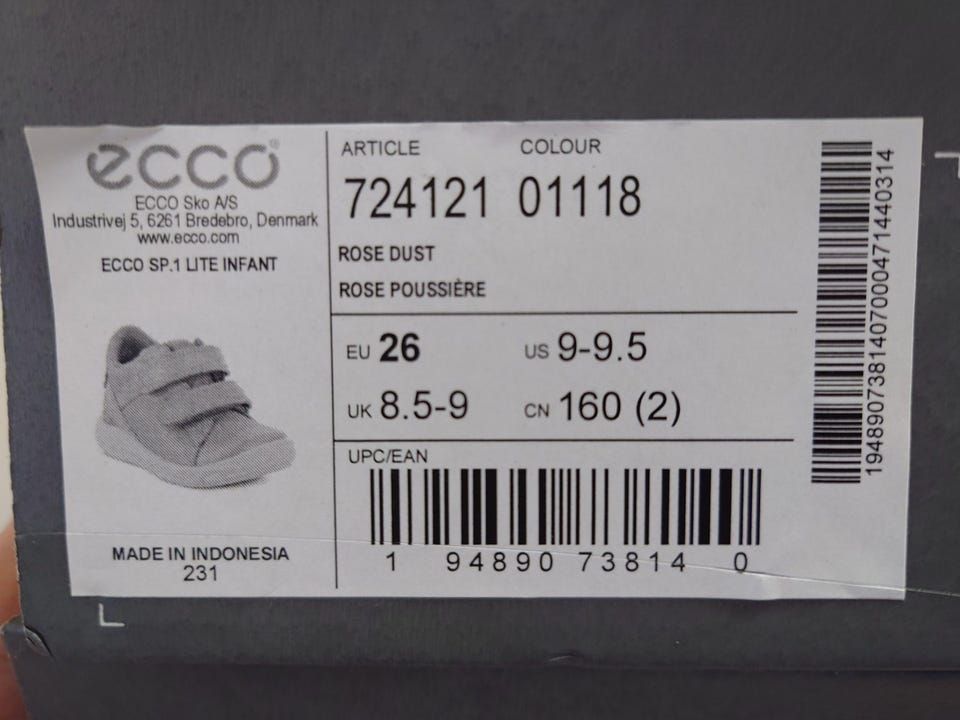 ecco®
ECCO Sko A/S
Industrivej 5, 6261 Bredebro, Denmark
www.ecco.com
ECCO SP.1 LITE INFANT
MADE IN INDONESIA
231
ARTICLE COLOUR
724121 01118
ROSE DUST
ROSE POUSSIÈRE
EU 26 US 9-9.5
UK 8.5-9 CN 160 (2)
UPC/EAN
1 94890 73814 0
19489073814070004714403​14